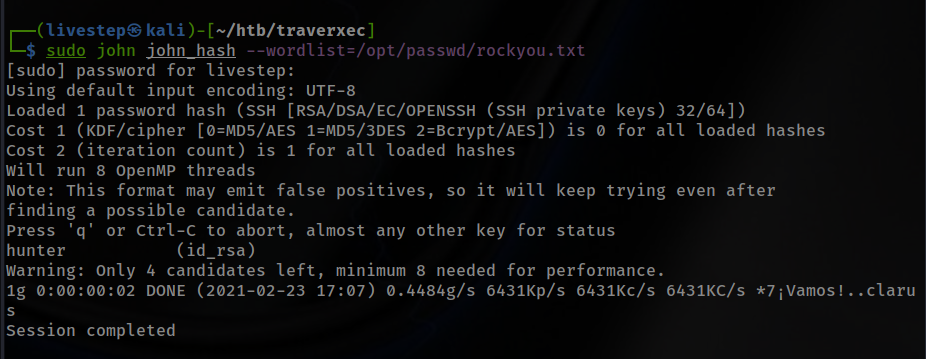 ┌──(livestep㉿kali)-[~/htb/traverxec]
└─$ sudo john john_hash --wordlist=/opt/passwd/rockyou.txt
[sudo] password for livestep:
Using default input encoding: UTF-8
Loaded 1 password hash (SSH [RSA/DSA/EC/OPENSSH (SSH private keys) 32/64])
Cost 1 (KDF/cipher [0=MD5/AES 1=MD5/3DES 2=Bcrypt/AES]) is 0 for all loaded hashes
Cost 2 (iteration count) is 1 for all loaded hashes
Will run 8 OpenMP threads
Note: This format may emit false positives, so it will keep trying even after
finding a possible candidate.
Press 'q' or Ctrl-C to abort, almost any other key for status
hunter           (id_rsa)
Warning: Only 4 candidates left, minimum 8 needed for performance.
1g 0:00:00:02 DONE (2021-02-23 17:07) 0.4484g/s 6431Kp/s 6431Kc/s 6431KC/s *7¡Vamos!..claru
s
Session completed